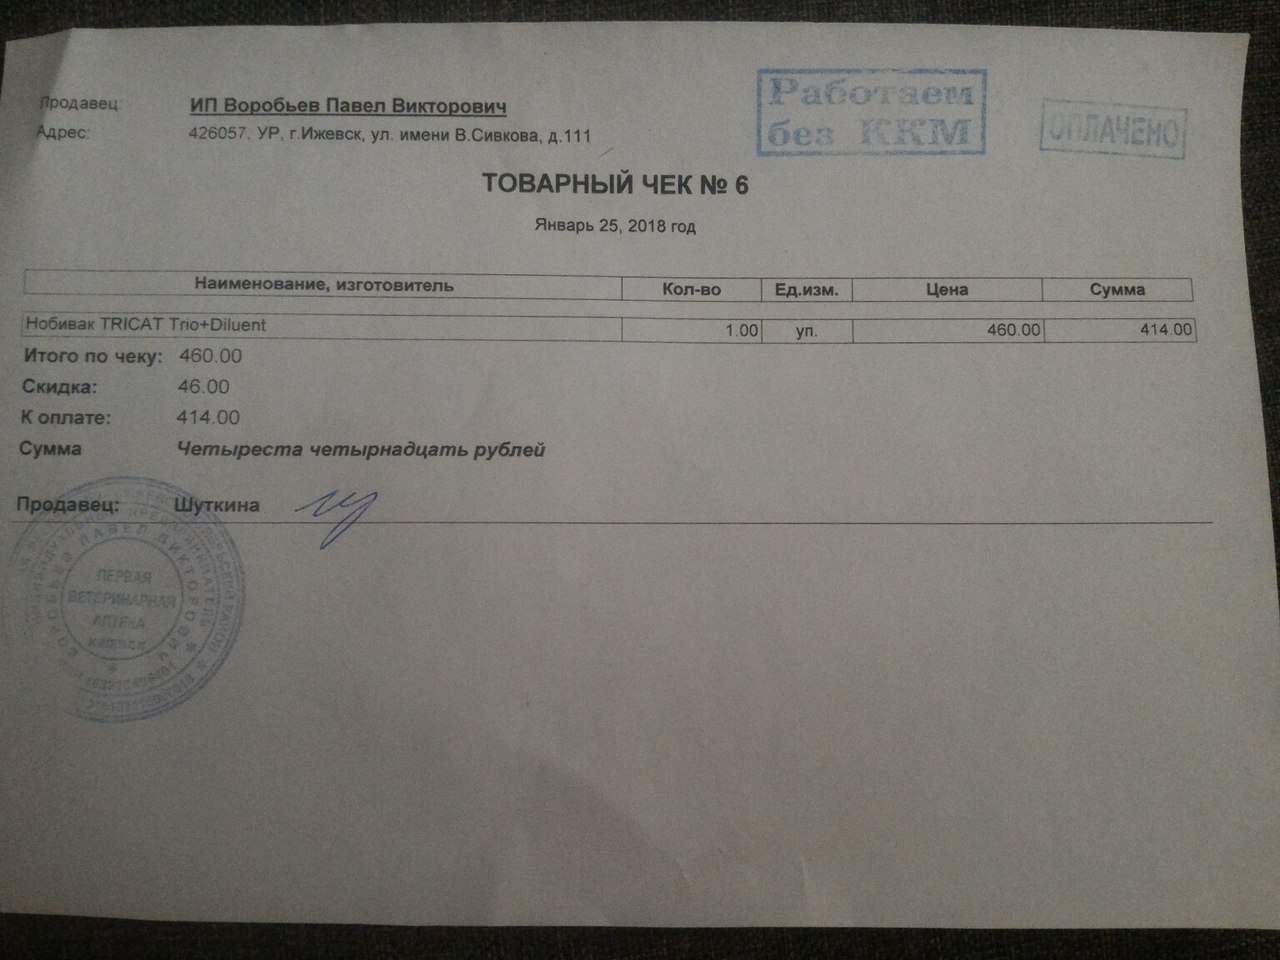 Продавец: ИП Воробьев Павел Викторович
Адрес: 426057, УР, г.Ижевск, ул. имени В.Сивкова, д.111
Работаем
без ККМ
ОПЛАЧЕНО
ТОВАРНЫЙ ЧЕК № 6
Январь 25, 2018 год
Наименование, изготовитель Кол-во Ед.изм. Цена Сумма
Нобивак TRICAT Trio+Diluent 1.00 уп. 460.00 414.00
Итого по чеку: 460.00
Скидка: 46.00
К оплате: 414.00
Сумма Четыреста четырнадцать рублей
Продавец: Шуткина
ВОРОБЬЕВ ПАВЕЛ ВИКТОРОВИЧ
ПЕРВАЯ
ВЕТЕРИНАРНАЯ
АПТЕКА